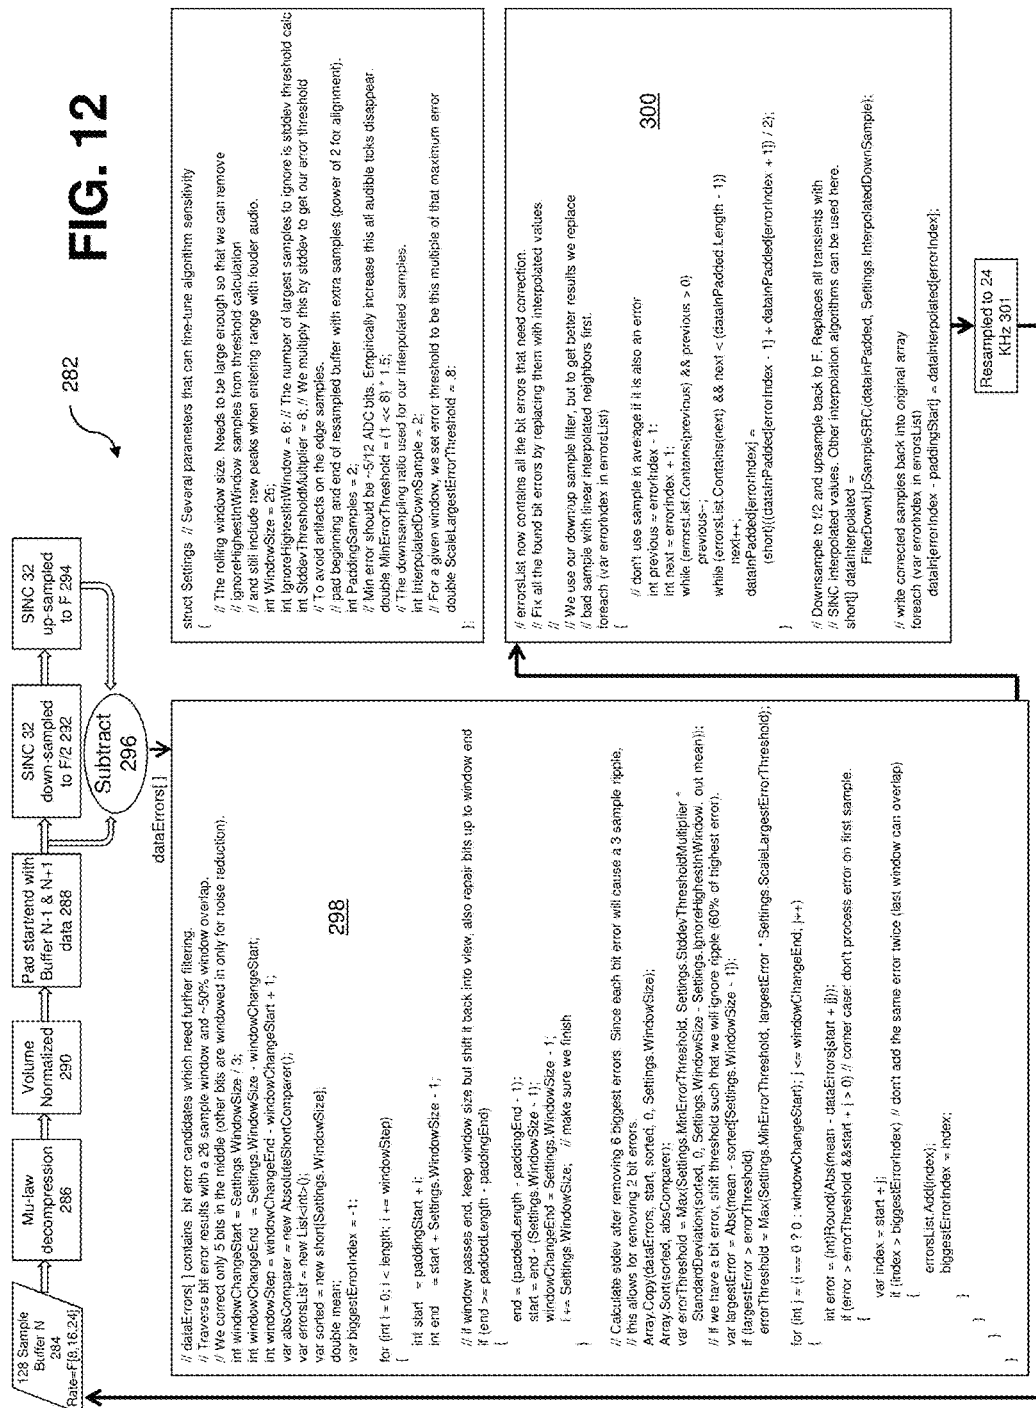 FIG. 12
282
128 Sample
Buffer N
284
Rate=F[8,16,24]
Mu-law
decompression
286
Volume
Normalized
290
Pad start/end with
Buffer N-1 & N+1
data 288
SINC 32
down-sampled
to F/2 292
SINC 32
up-sampled
to F 294
Subtract
296
dataErrors[ ]
298
// dataErrors[ ] contains bit error candidates which need further filtering.
// Traverse bit error results with a 26 sample window and ~50% window overlap.
// We correct only 5 bits in the middle (other bits are windowed in only for noise reduction).
int windowChangeStart = Settings.WindowSize / 3;
int windowChangeEnd = Settings.WindowSize - windowChangeStart;
int windowStep = windowChangeEnd - windowChangeStart + 1;
var absComparer = new AbsoluteShortComparer();
var errorsList = new List<int>();
var sorted = new short[Settings.WindowSize];
double mean;
var biggestErrorIndex = -1;
for (int i = 0; i < length; i += windowStep)
{
int start = paddingStart + i;
int end = start + Settings.WindowSize - 1;
// if window passes end, keep window size but shift it back into view, also repair bits up to window end
if (end >= paddedLength - paddingEnd)
{
end = (paddedLength - paddingEnd - 1);
start = end - (Settings.WindowSize - 1);
windowChangeEnd = Settings.WindowSize - 1;
i += Settings.WindowSize; // make sure we finish
}
// Calculate stdev after removing 6 biggest errors. Since each bit error will cause a 3 sample ripple,
// this allows for removing 2 bit errors.
Array.Copy(dataErrors, start, sorted, 0, Settings.WindowSize);
Array.Sort(sorted, absComparer);
var errorThreshold = Max(Settings.MinErrorThreshold, Settings.StddevThresholdMultiplier *
StandardDeviation(sorted, 0, Settings.WindowSize - Settings.IgnoreHighestInWindow, out mean));
// If we have a bit error, shift threshold such that we will ignore ripple (60% of highest error).
var largestError = Abs(mean - sorted[Settings.WindowSize - 1]);
if (largestError > errorThreshold)
errorThreshold = Max(Settings.MinErrorThreshold, largestError * Settings.ScaleLargestErrorThreshold);
for (int j = (i == 0 ? 0 : windowChangeStart); j <= windowChangeEnd; j++)
{
int error = (int)Round(Abs(mean - dataErrors[start + j]));
if (error > errorThreshold &&start + j > 0) // corner case: don't process error on first sample.
{
var index = start + j;
if (index > biggestErrorIndex) // don't add the same error twice (last window can overlap)
{
errorsList.Add(index);
biggestErrorIndex = index;
}
}
}
}
struct Settings // Several parameters that can fine-tune algorithm sensitivity
{
// The rolling window size. Needs to be large enough so that we can remove
// ignoreHighestInWindow samples from threshold calculation
// and still include new peaks when entering range with louder audio.
int WindowSize = 26;
int IgnoreHighestInWindow = 6; // The number of largest samples to ignore is stddev threshold calc
int StddevThresholdMultiplier = 8; // We multiply this by stddev to get our error threshold
// To avoid artifacts on the edge samples.
// pad beginning and end of resampled buffer with extra samples (power of 2 for alignment).
int PaddingSamples = 2;
// Min error should be ~5/12 ADC bits. Empirically increase this all audible ticks disappear.
double MinErrorThreshold = (1 << 8) * 1.5;
// The downsampling ratio used for our interpolated samples.
int InterpolatedDownSample = 2;
// For a given window, we set error threshold to be this multiple of that maximum error
double ScaleLargestErrorThreshold = .8;
};
300
// errorsList now contains all the bit errors that need correction.
// Fix all the found bit errors by replacing them with interpolated values
//
// We use our down/up sample filter, but to get better results we replace
// bad sample with linear interpolated neighbors first.
foreach (var errorIndex in errorsList)
{
// don't use sample in average if it is also an error
int previous = errorIndex - 1;
int next = errorIndex + 1;
while (errorsList.Contains(previous) && previous > 0)
previous--;
while (errorsList.Contains(next) && next < (dataInPadded.Length - 1))
next++;
dataInPadded[errorIndex] =
(short)((dataInPadded[errorIndex - 1] + dataInPadded[errorIndex + 1]) / 2);
}
// Downsample to f/2 and upsample back to F. Replaces all transients with
// SINC interpolated values. Other interpolation algorithms can be used here.
short[] dataInterpolated =
FilterDownUpSampleSRC(dataInPadded, Settings.InterpolatedDownSample);
// write corrected samples back into original array
foreach (var errorIndex in errorsList)
dataIn[errorIndex - paddingStart] = dataInterpolated[errorIndex];
Resampled to 24
KHz 301